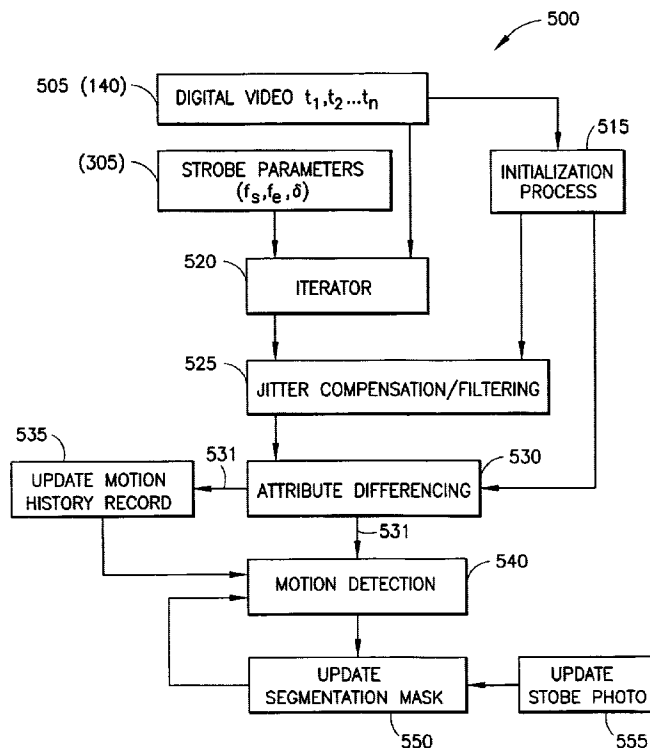 500
505 (140)
DIGITAL VIDEO t₁,t₂...tₙ
515
INITIALIZATION
PROCESS
(305)
STROBE PARAMETERS
(fₛ,fₑ,δ)
520
ITERATOR
525
JITTER COMPENSATION/FILTERING
535
UPDATE MOTION
HISTORY RECORD
531
ATTRIBUTE DIFFERENCING
530
531
MOTION DETECTION
540
UPDATE
SEGMENTATION MASK
550
UPDATE
STOBE PHOTO
555